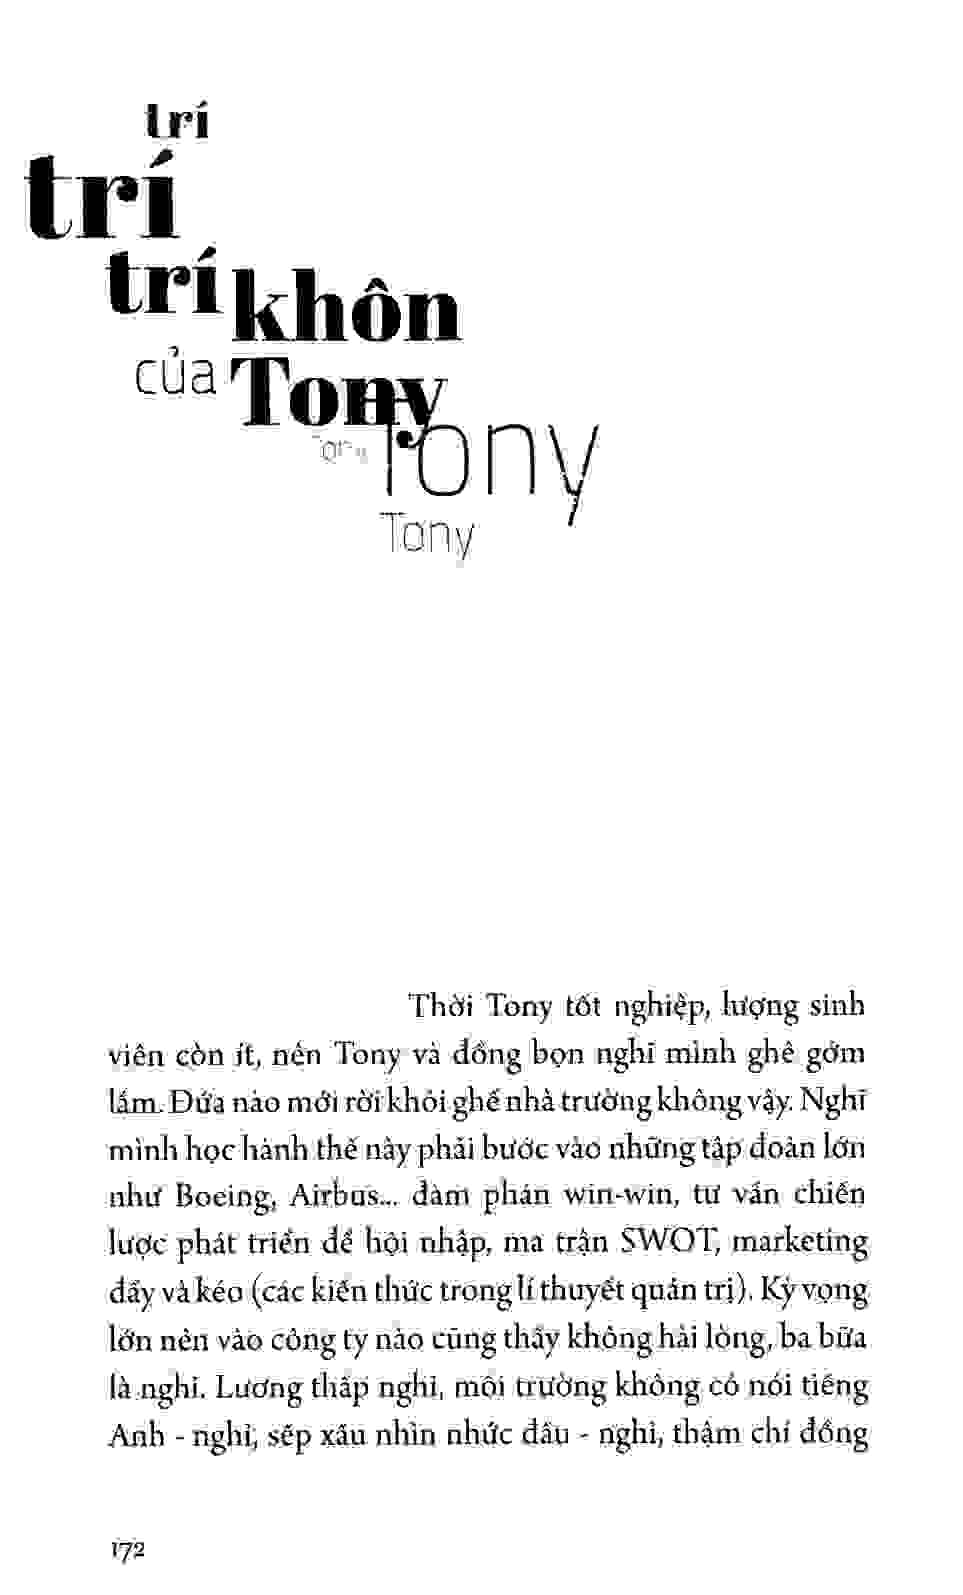 trí
trí
trí khôn
của Tony
Tony Tony
Tony
Thời Tony tốt nghiệp, lượng sinh
viên còn ít, nên Tony và đồng bọn nghĩ mình ghê gớm
lắm. Đứa nào mới rời khỏi ghế nhà trường không vậy. Nghĩ
mình học hành thế này phải bước vào những tập đoàn lớn
như Boeing, Airbus... đàm phán win-win, tư vấn chiến
lược phát triển để hội nhập, ma trận SWOT, marketing
đẩy và kéo (các kiến thức trong lí thuyết quản trị). Kỳ vọng
lớn nên vào công ty nào cũng thấy không hài lòng, ba bữa
là nghỉ. Lương thấp nghỉ, môi trường không có nói tiếng
Anh - nghỉ, sếp xấu nhìn nhức đầu - nghỉ, thậm chí đồng
172